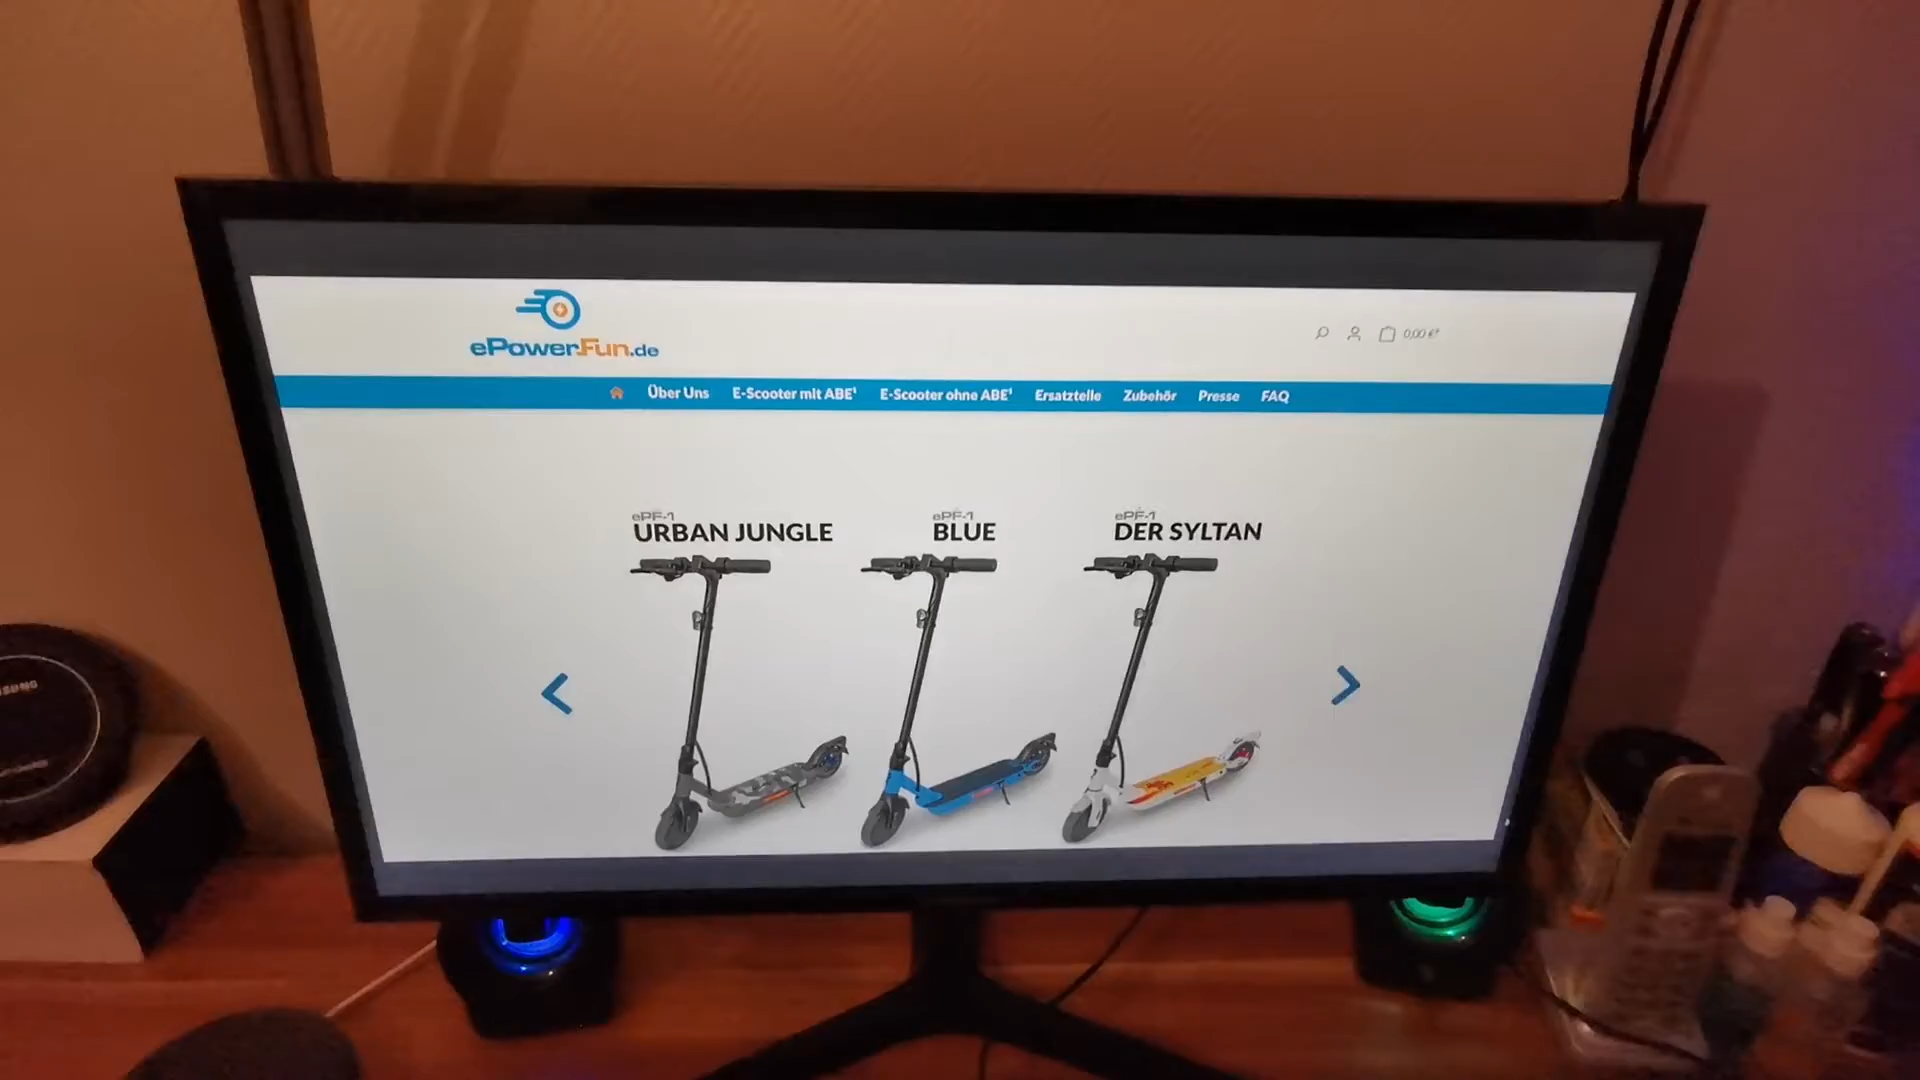 ePowerFun.de
0,00 €*
Über Uns E-Scooter mit ABE¹ E-Scooter ohne ABE¹ Ersatzteile Zubehör Presse FAQ
ePF-1
URBAN JUNGLE
ePF-1
BLUE
ePF-1
DER SYLTAN